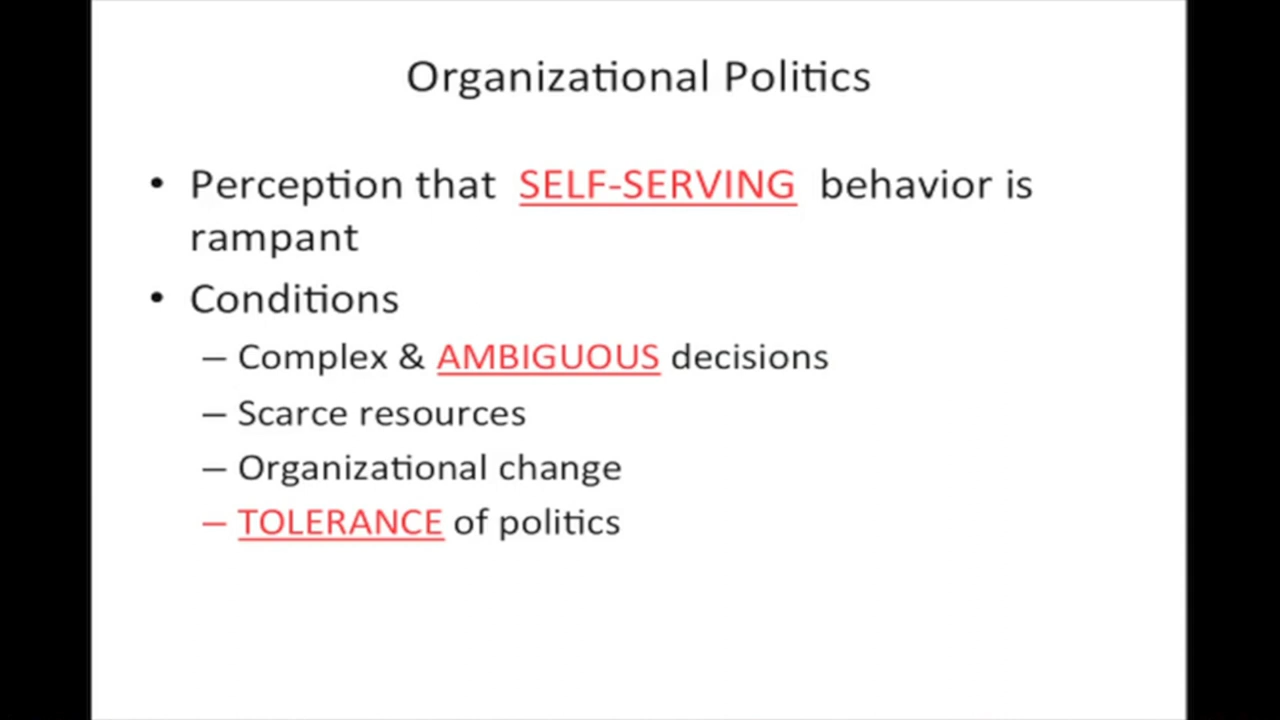 Organizational Politics
• Perception that SELF-SERVING behavior is
rampant
• Conditions
– Complex & AMBIGUOUS decisions
– Scarce resources
– Organizational change
– TOLERANCE of politics